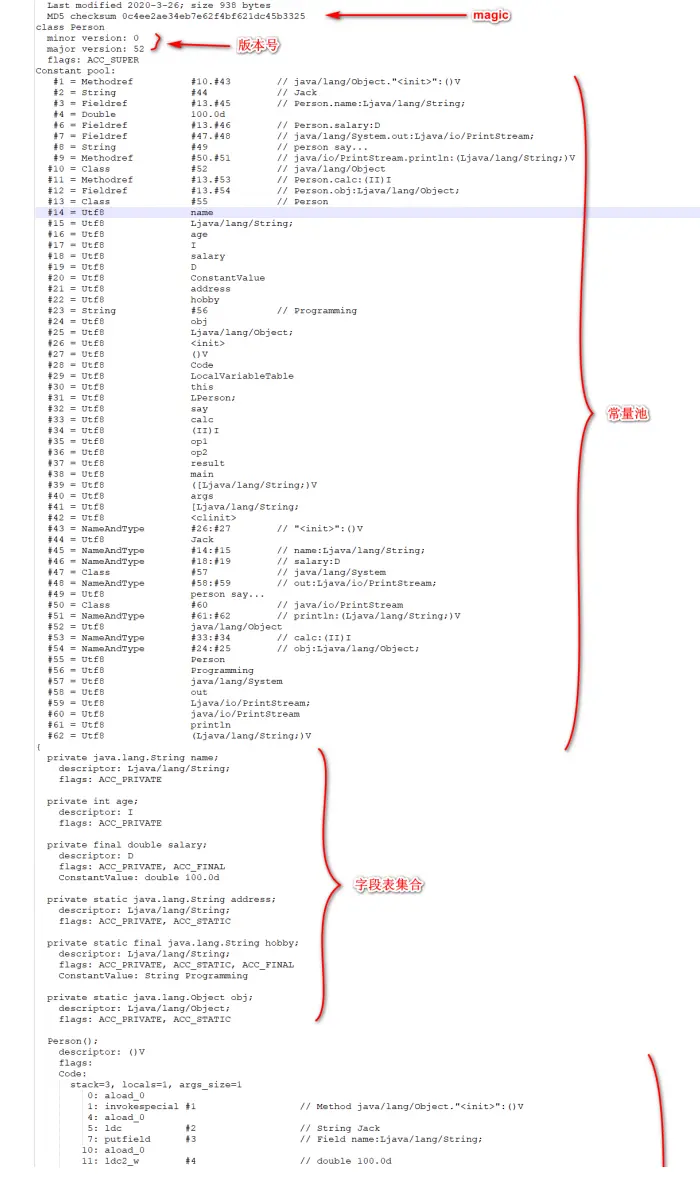 Last modified 2020-3-26; size 938 bytes
MD5 checksum 0c4ee2ae34eb7e62f4bf621dc45b3325
magic
class Person
minor version: 0
major version: 52
版本号
flags: ACC_SUPER
Constant pool:
#1 = Methodref #10.#43 // java/lang/Object."<init>":()V
#2 = String #44 // Jack
#3 = Fieldref #13.#45 // Person.name:Ljava/lang/String;
#4 = Double 100.0d
#6 = Fieldref #13.#46 // Person.salary:D
#7 = Fieldref #47.#48 // java/lang/System.out:Ljava/io/PrintStream;
#8 = String #49 // person say...
#9 = Methodref #50.#51 // java/io/PrintStream.println:(Ljava/lang/String;)V
#10 = Class #52 // java/lang/Object
#11 = Methodref #13.#53 // Person.calc:(II)I
#12 = Fieldref #13.#54 // Person.obj:Ljava/lang/Object;
#13 = Class #55 // Person
#14 = Utf8 name
#15 = Utf8 Ljava/lang/String;
#16 = Utf8 age
#17 = Utf8 I
#18 = Utf8 salary
#19 = Utf8 D
#20 = Utf8 ConstantValue
#21 = Utf8 address
#22 = Utf8 hobby
#23 = String #56 // Programming
#24 = Utf8 obj
#25 = Utf8 Ljava/lang/Object;
#26 = Utf8 <init>
#27 = Utf8 ()V
#28 = Utf8 Code
#29 = Utf8 LocalVariableTable
#30 = Utf8 this
#31 = Utf8 LPerson;
#32 = Utf8 say
#33 = Utf8 calc
#34 = Utf8 (II)I
#35 = Utf8 op1
#36 = Utf8 op2
#37 = Utf8 result
#38 = Utf8 main
#39 = Utf8 ([Ljava/lang/String;)V
#40 = Utf8 args
#41 = Utf8 [Ljava/lang/String;
#42 = Utf8 <clinit>
#43 = NameAndType #26:#27 // "<init>":()V
#44 = Utf8 Jack
#45 = NameAndType #14:#15 // name:Ljava/lang/String;
#46 = NameAndType #18:#19 // salary:D
#47 = Class #57 // java/lang/System
#48 = NameAndType #58:#59 // out:Ljava/io/PrintStream;
#49 = Utf8 person say...
#50 = Class #60 // java/io/PrintStream
#51 = NameAndType #61:#62 // println:(Ljava/lang/String;)V
#52 = Utf8 java/lang/Object
#53 = NameAndType #33:#34 // calc:(II)I
#54 = NameAndType #24:#25 // obj:Ljava/lang/Object;
#55 = Utf8 Person
#56 = Utf8 Programming
#57 = Utf8 java/lang/System
#58 = Utf8 out
#59 = Utf8 Ljava/io/PrintStream;
#60 = Utf8 java/io/PrintStream
#61 = Utf8 println
#62 = Utf8 (Ljava/lang/String;)V
常量池
{
private java.lang.String name;
descriptor: Ljava/lang/String;
flags: ACC_PRIVATE
private int age;
descriptor: I
flags: ACC_PRIVATE
private final double salary;
descriptor: D
flags: ACC_PRIVATE, ACC_FINAL
ConstantValue: double 100.0d
字段表集合
private static java.lang.String address;
descriptor: Ljava/lang/String;
flags: ACC_PRIVATE, ACC_STATIC
private static final java.lang.String hobby;
descriptor: Ljava/lang/String;
flags: ACC_PRIVATE, ACC_STATIC, ACC_FINAL
ConstantValue: String Programming
private static java.lang.Object obj;
descriptor: Ljava/lang/Object;
flags: ACC_PRIVATE, ACC_STATIC
Person();
descriptor: ()V
flags:
Code:
stack=3, locals=1, args_size=1
0: aload_0
1: invokespecial #1 // Method java/lang/Object."<init>":()V
4: aload_0
5: ldc #2 // String Jack
7: putfield #3 // Field name:Ljava/lang/String;
10: aload_0
11: ldc2_w #4 // double 100.0d